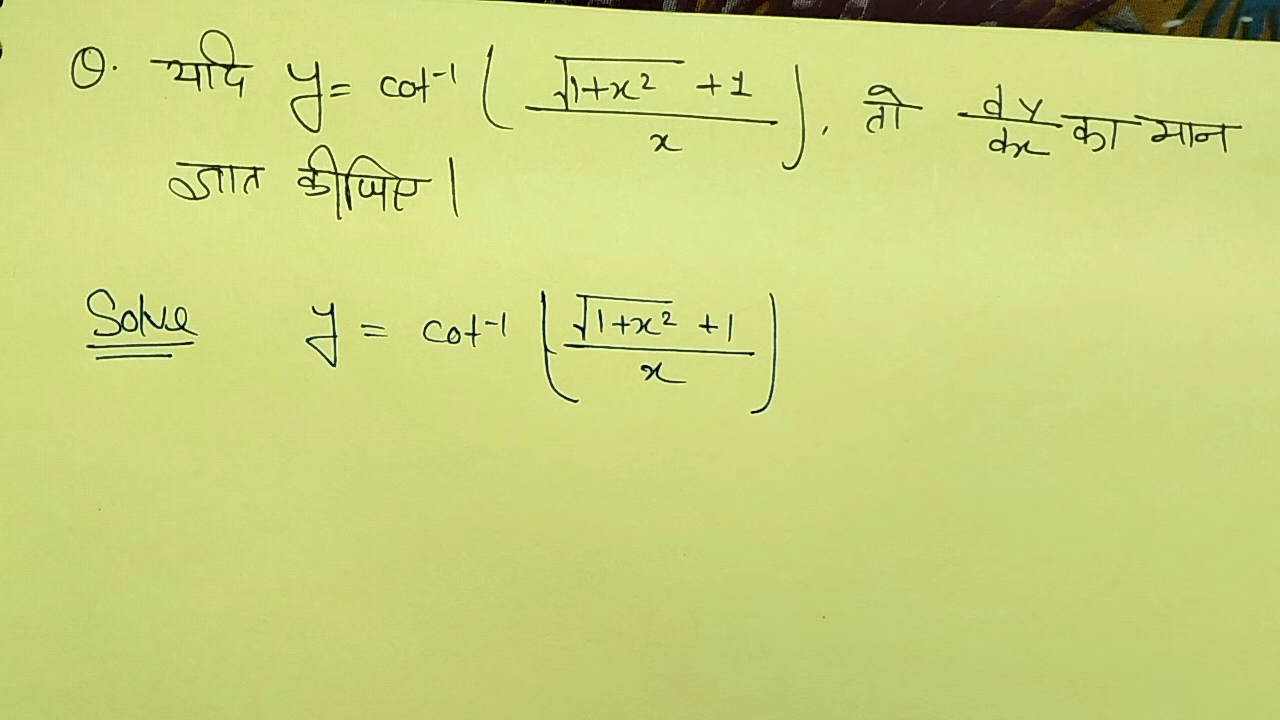 Q. यदि y = cot⁻¹ ( (√(1+x²) + 1) / x ), तो dy/dx का मान
ज्ञात कीजिए।
Solve y = cot⁻¹ ( (√(1+x²) + 1) / x )